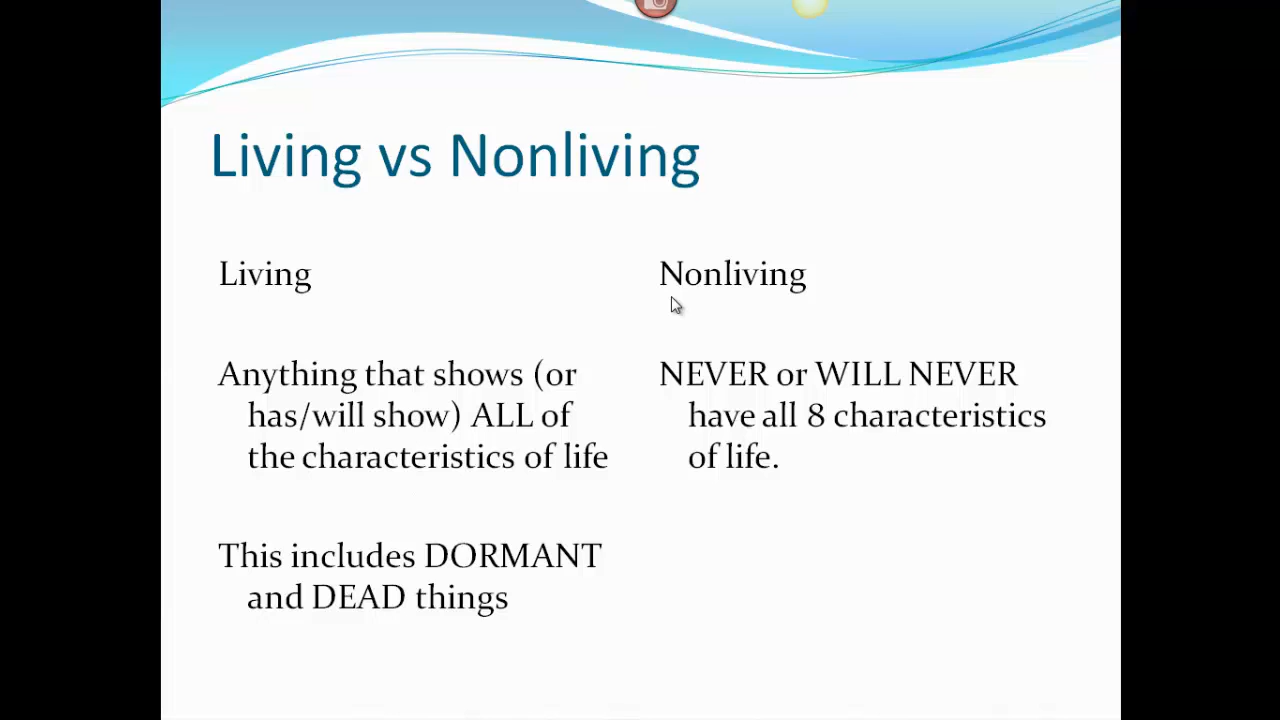 Living vs Nonliving
Living
Anything that shows (or
has/will show) ALL of
the characteristics of life
This includes DORMANT
and DEAD things
Nonliving
NEVER or WILL NEVER
have all 8 characteristics
of life.